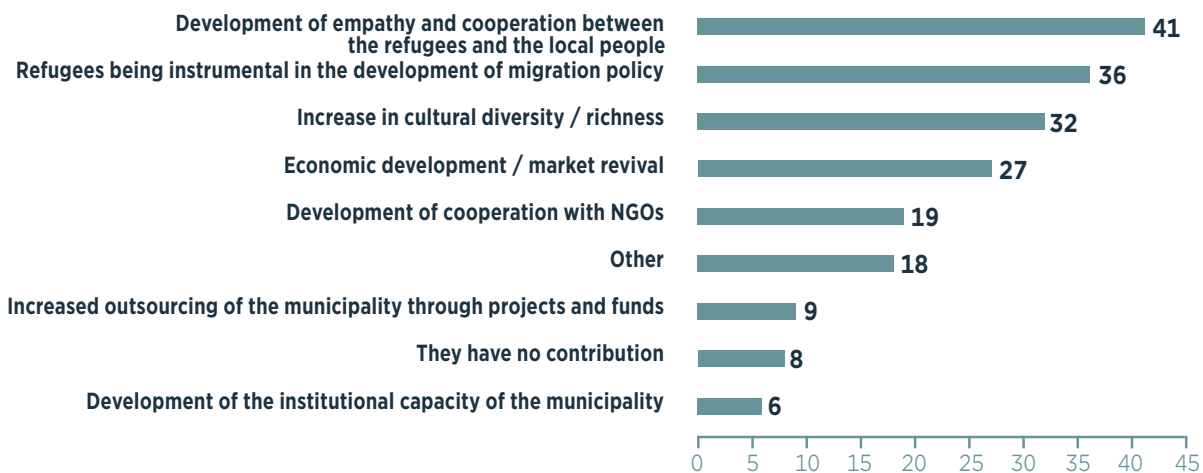 Development of empathy and cooperation between
the refugees and the local people
41
Refugees being instrumental in the development of migration policy
36
Increase in cultural diversity / richness
32
Economic development / market revival
27
Development of cooperation with NGOs
19
Other
18
Increased outsourcing of the municipality through projects and funds
9
They have no contribution
8
Development of the institutional capacity of the municipality
6
0 5 10 15 20 25 30 35 40 45